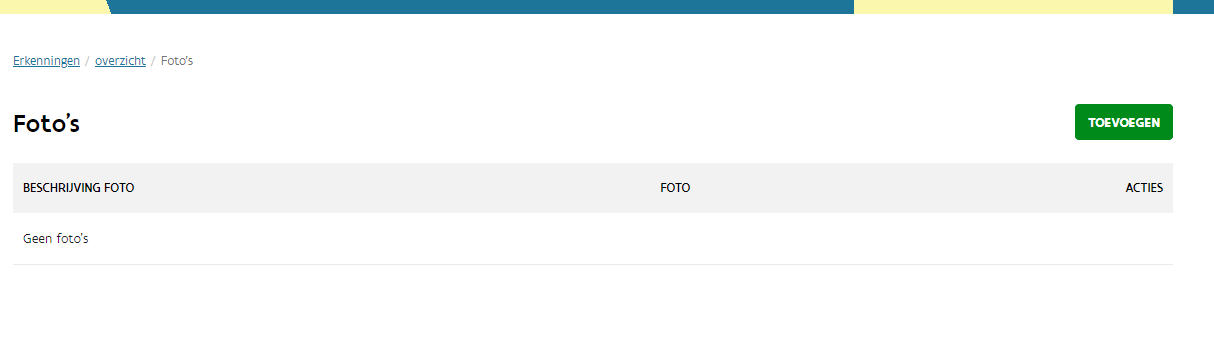 Erkenningen / overzicht / Foto's
Foto's
TOEVOEGEN
BESCHRIJVING FOTO FOTO ACTIES
Geen foto's